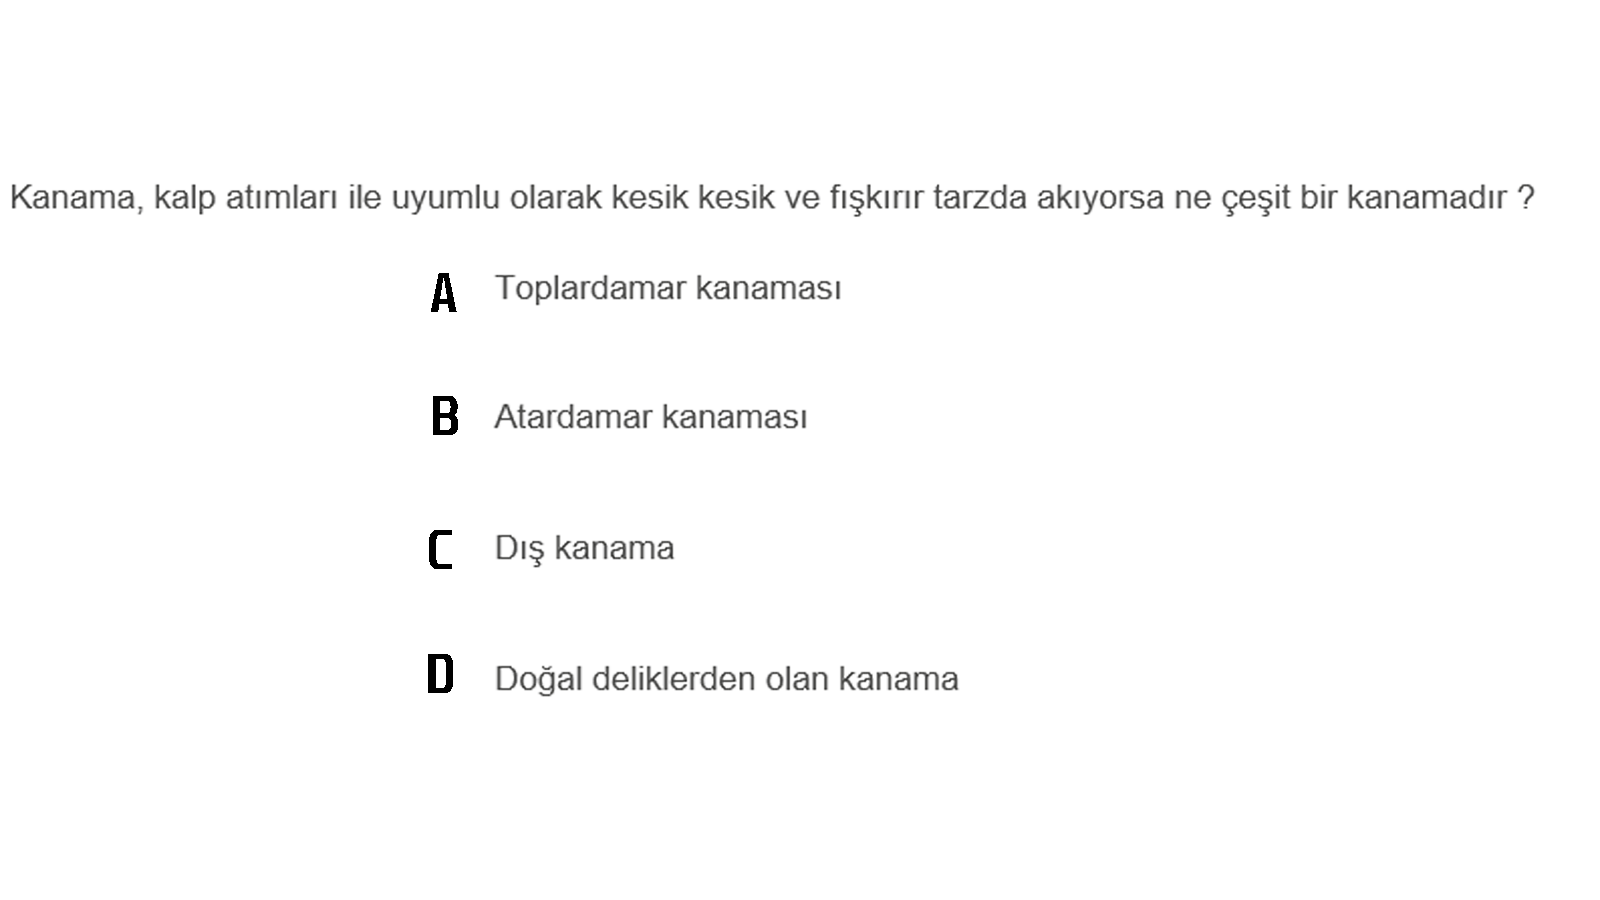 Kanama, kalp atımları ile uyumlu olarak kesik kesik ve fışkırır tarzda akıyorsa ne çeşit bir kanamadır ?
A Toplardamar kanaması
B Atardamar kanaması
C Dış kanama
D Doğal deliklerden olan kanama